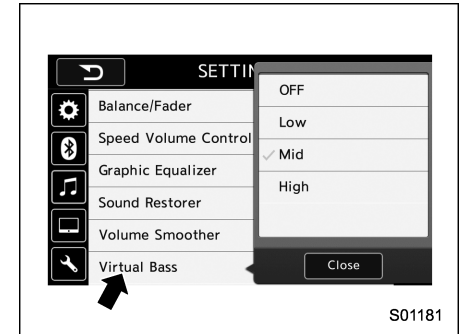 SETTIN
Balance/Fader
Speed Volume Control
Graphic Equalizer
Sound Restorer
Volume Smoother
Virtual Bass
OFF
Low
Mid
High
Close
S01181